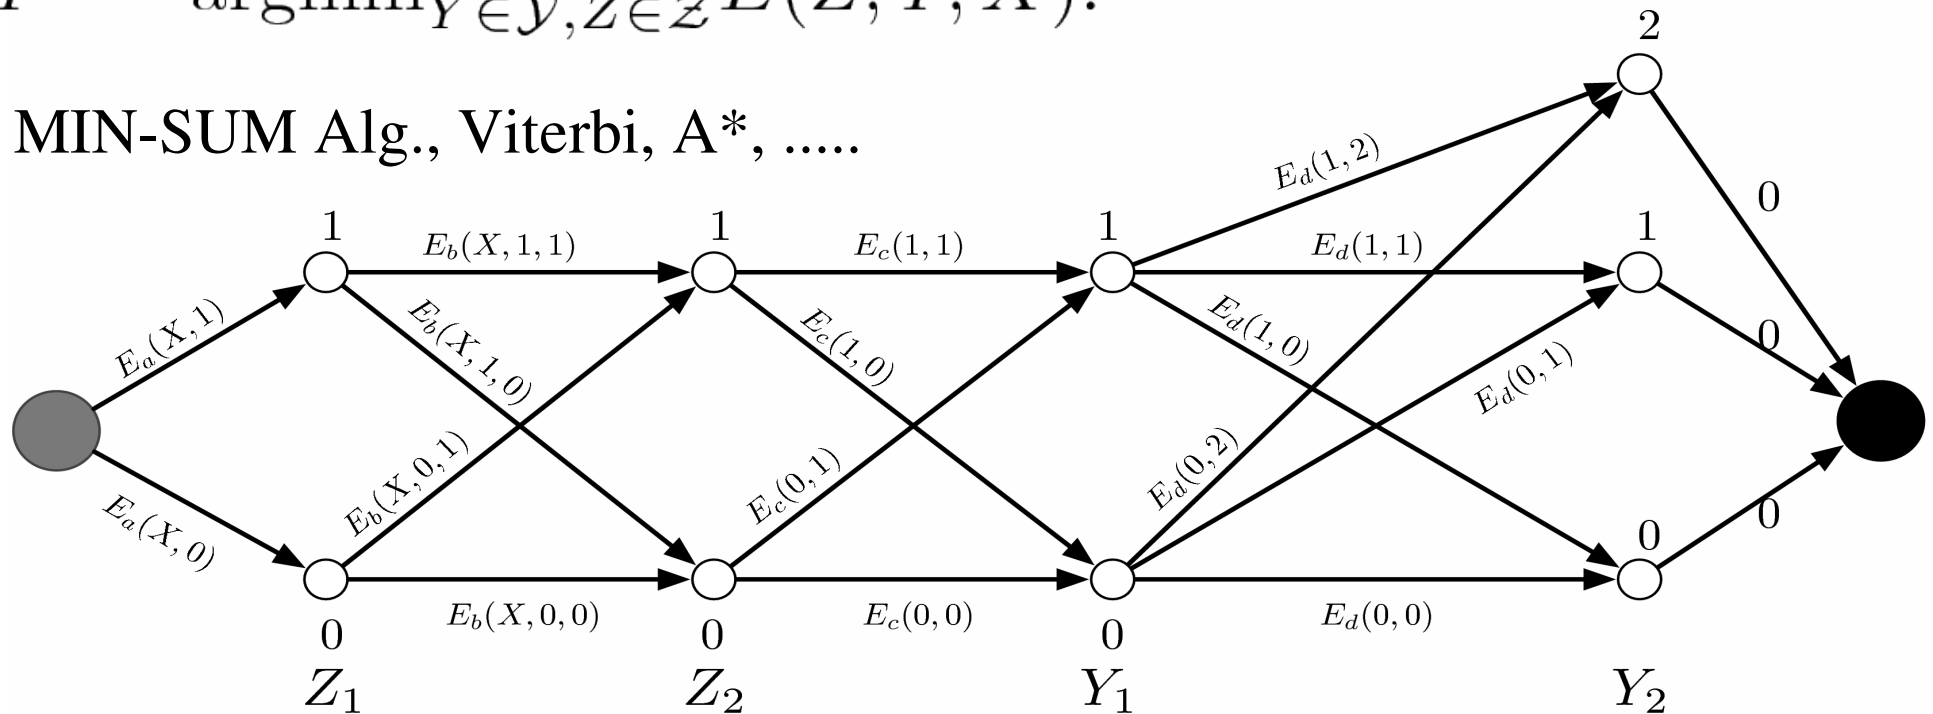 argmin_{Y∈𝒴,Z∈𝒵} E(Z, Y, X).
MIN-SUM Alg., Viterbi, A*, .....
2
E_d(1, 2)
0
1
E_b(X, 1, 1)
1
E_c(1, 1)
1
E_d(1, 1)
1
E_a(X, 1)
E_b(X, 1, 0)
E_c(1, 0)
E_d(1, 0)
0
E_d(0, 1)
E_a(X, 0)
E_b(X, 0, 1)
E_c(0, 1)
E_d(0, 2)
0
0
E_b(X, 0, 0)
E_c(0, 0)
E_d(0, 0)
0
0
0
Z_1
Z_2
Y_1
Y_2